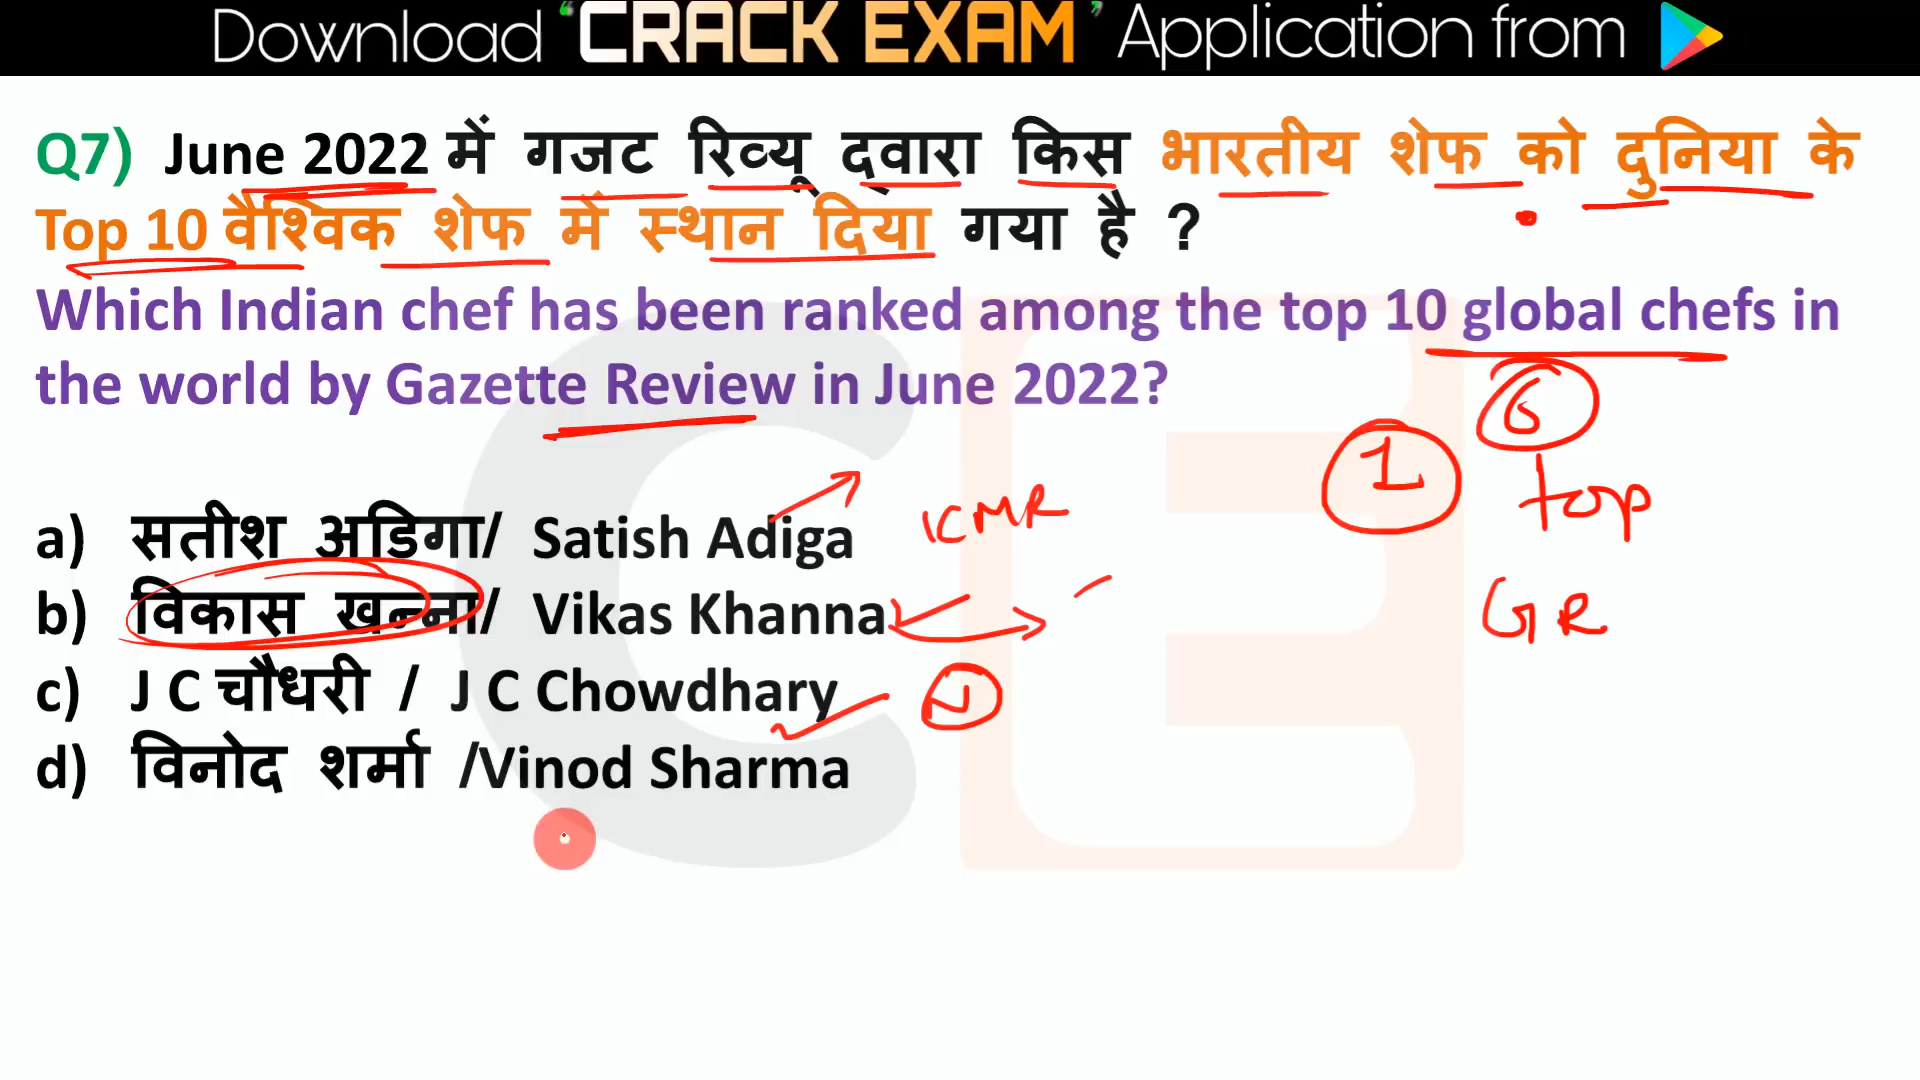 Download ‘CRACK EXAM’ Application from
Q7) June 2022 में गजट रिव्यू द्वारा किस भारतीय शेफ को दुनिया के
Top 10 वैश्विक शेफ में स्थान दिया गया है ?
Which Indian chef has been ranked among the top 10 global chefs in
the world by Gazette Review in June 2022?
6
1
top
a) सतीश अडिगा/ Satish Adiga ICMR
b) विकास खन्ना/ Vikas Khanna GR
c) J C चौधरी / J C Chowdhary N
d) विनोद शर्मा /Vinod Sharma
CE